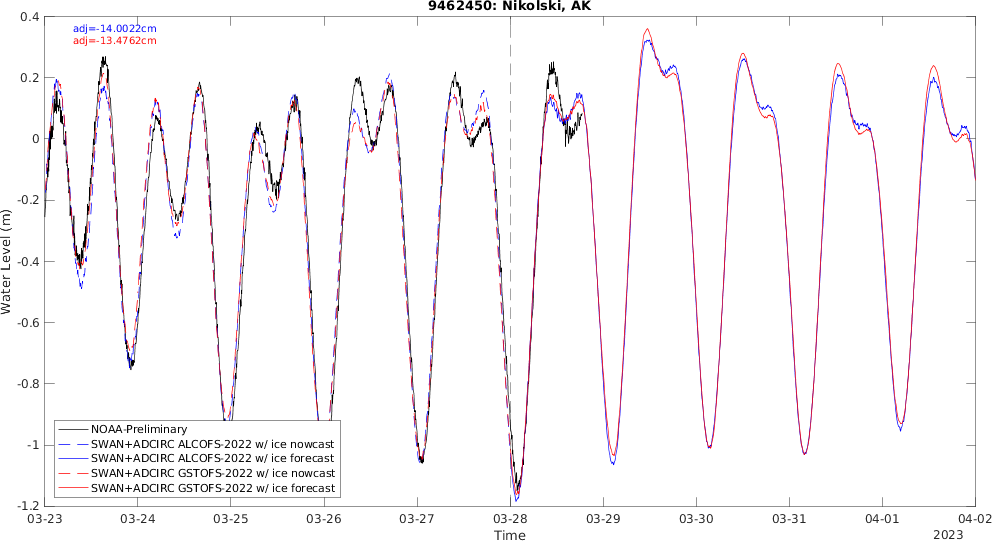 9462450: Nikolski, AK
adj=-14.0022cm
adj=-13.4762cm
0.4
0.2
0
-0.2
-0.4
-0.6
-0.8
-1
-1.2
Water Level (m)
NOAA-Preliminary
SWAN+ADCIRC ALCOFS-2022 w/ ice nowcast
SWAN+ADCIRC ALCOFS-2022 w/ ice forecast
SWAN+ADCIRC GSTOFS-2022 w/ ice nowcast
SWAN+ADCIRC GSTOFS-2022 w/ ice forecast
03-23 03-24 03-25 03-26 03-27 03-28 03-29 03-30 03-31 04-01 04-02
Time
2023